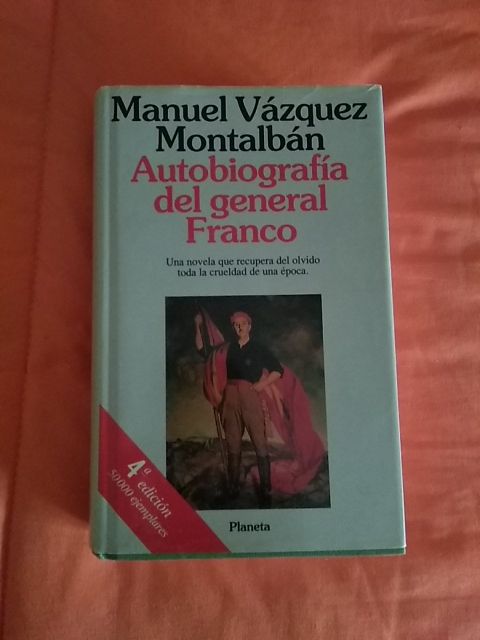 Manuel Vázquez
Montalbán
Autobiografía
del general
Franco
Una novela que recupera del olvido
toda la crueldad de una época.
4ª edición
50000 ejemplares
Planeta